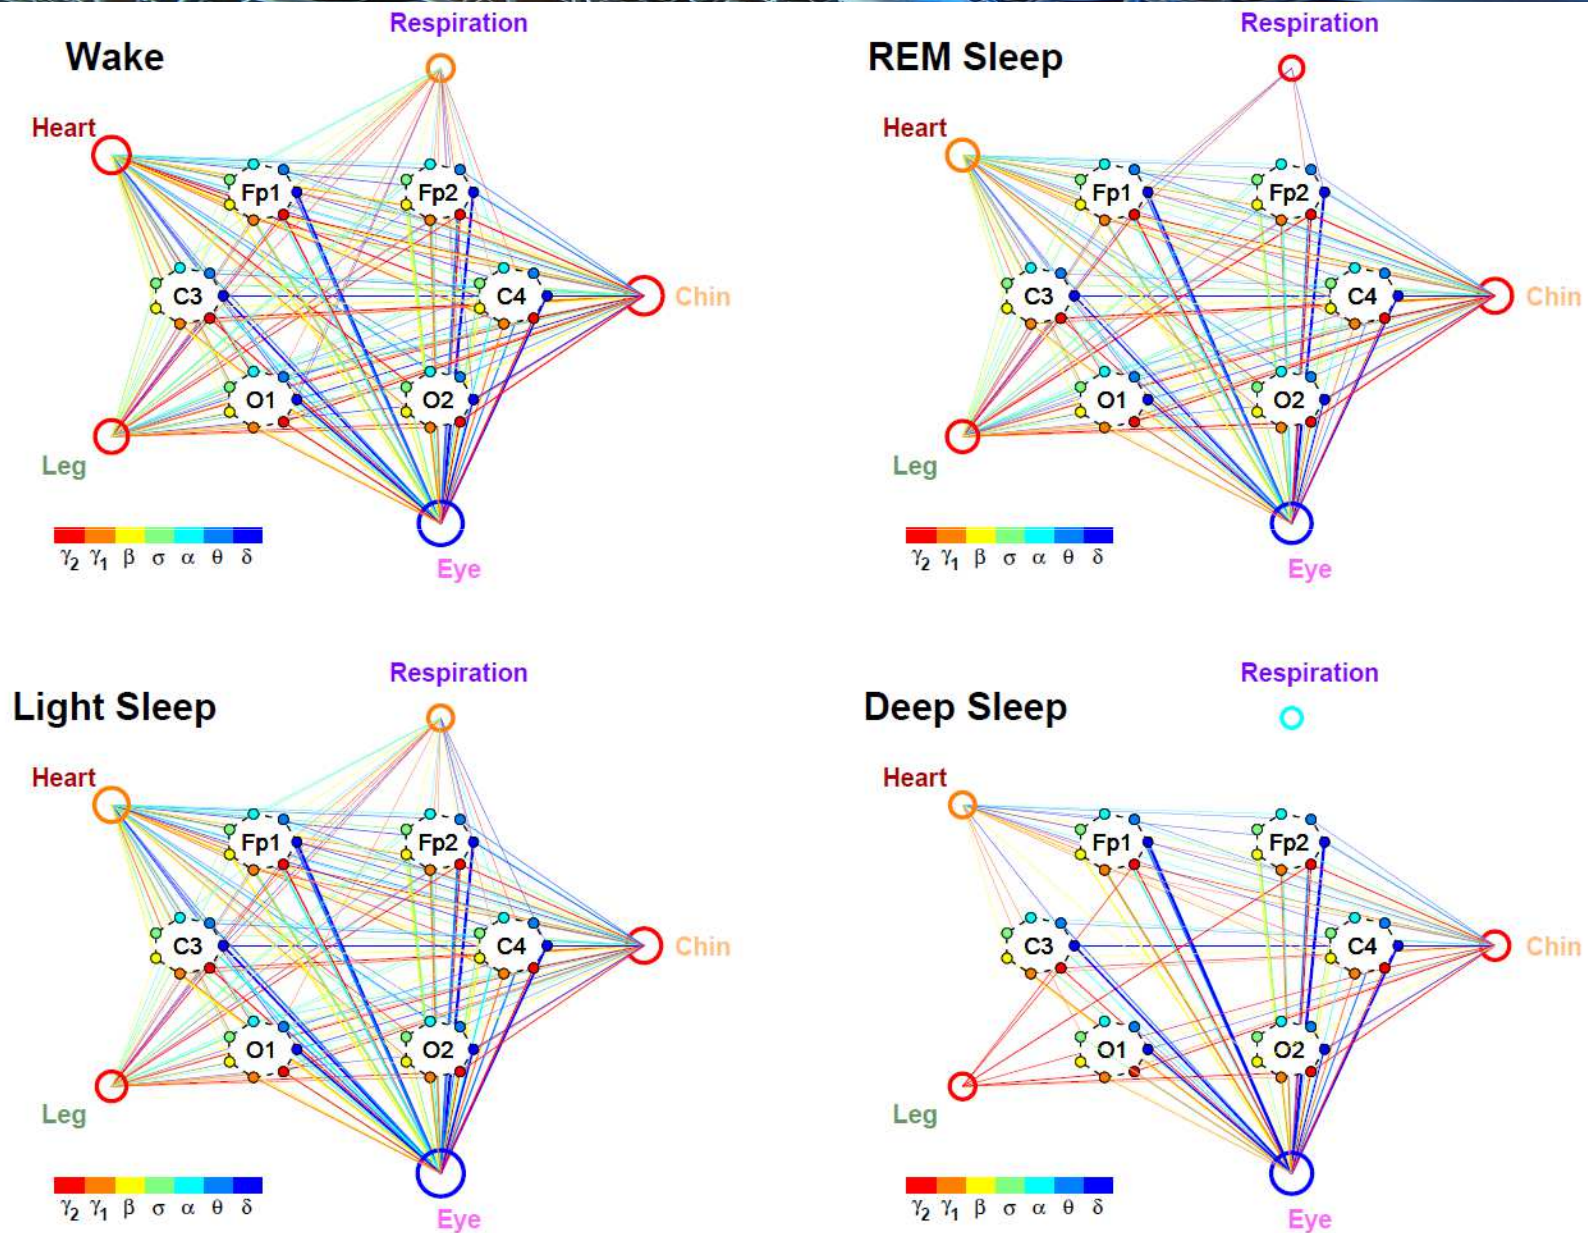 Respiration
Wake
Heart
Fp1 Fp2
C3 C4
Chin
O1 O2
Leg
γ2 γ1 β σ α θ δ
Eye
Respiration
REM Sleep
Heart
Fp1 Fp2
C3 C4
Chin
O1 O2
Leg
γ2 γ1 β σ α θ δ
Eye
Respiration
Light Sleep
Heart
Fp1 Fp2
C3 C4
Chin
O1 O2
Leg
γ2 γ1 β σ α θ δ
Eye
Respiration
Deep Sleep
Heart
Fp1 Fp2
C3 C4
Chin
O1 O2
Leg
γ2 γ1 β σ α θ δ
Eye